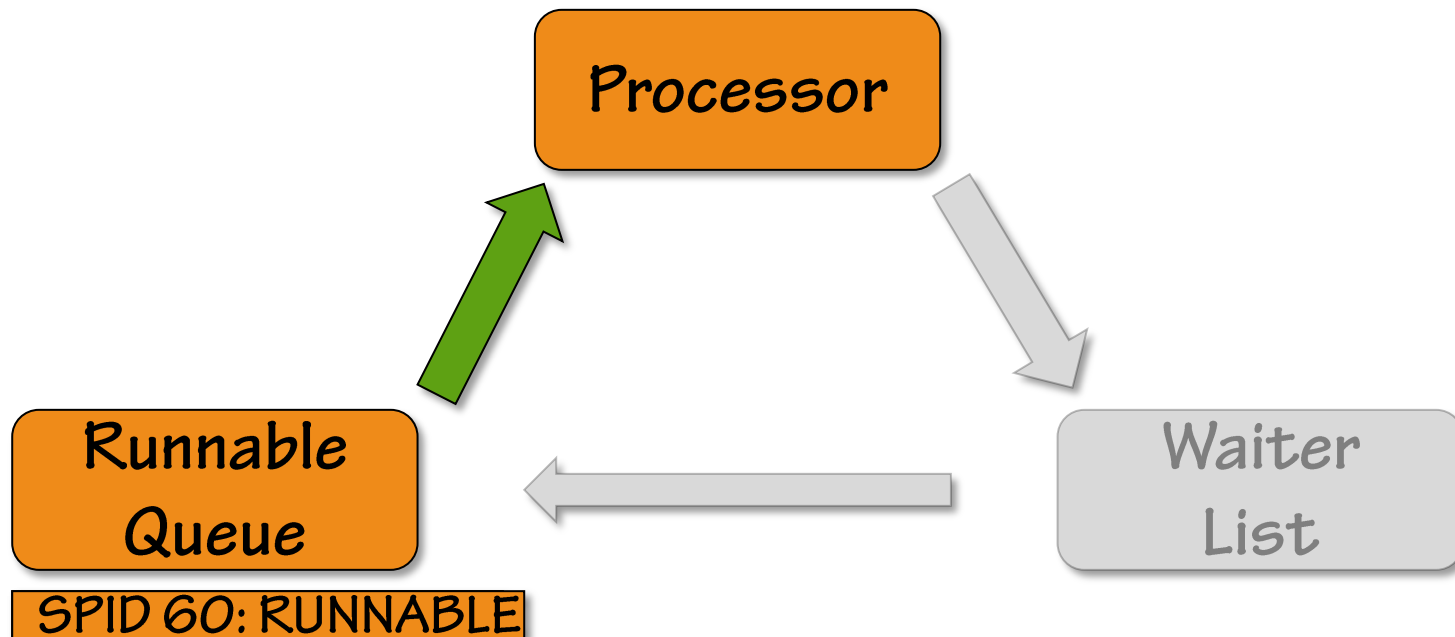 Processor
Runnable
Queue
Waiter
List
SPID 60: RUNNABLE